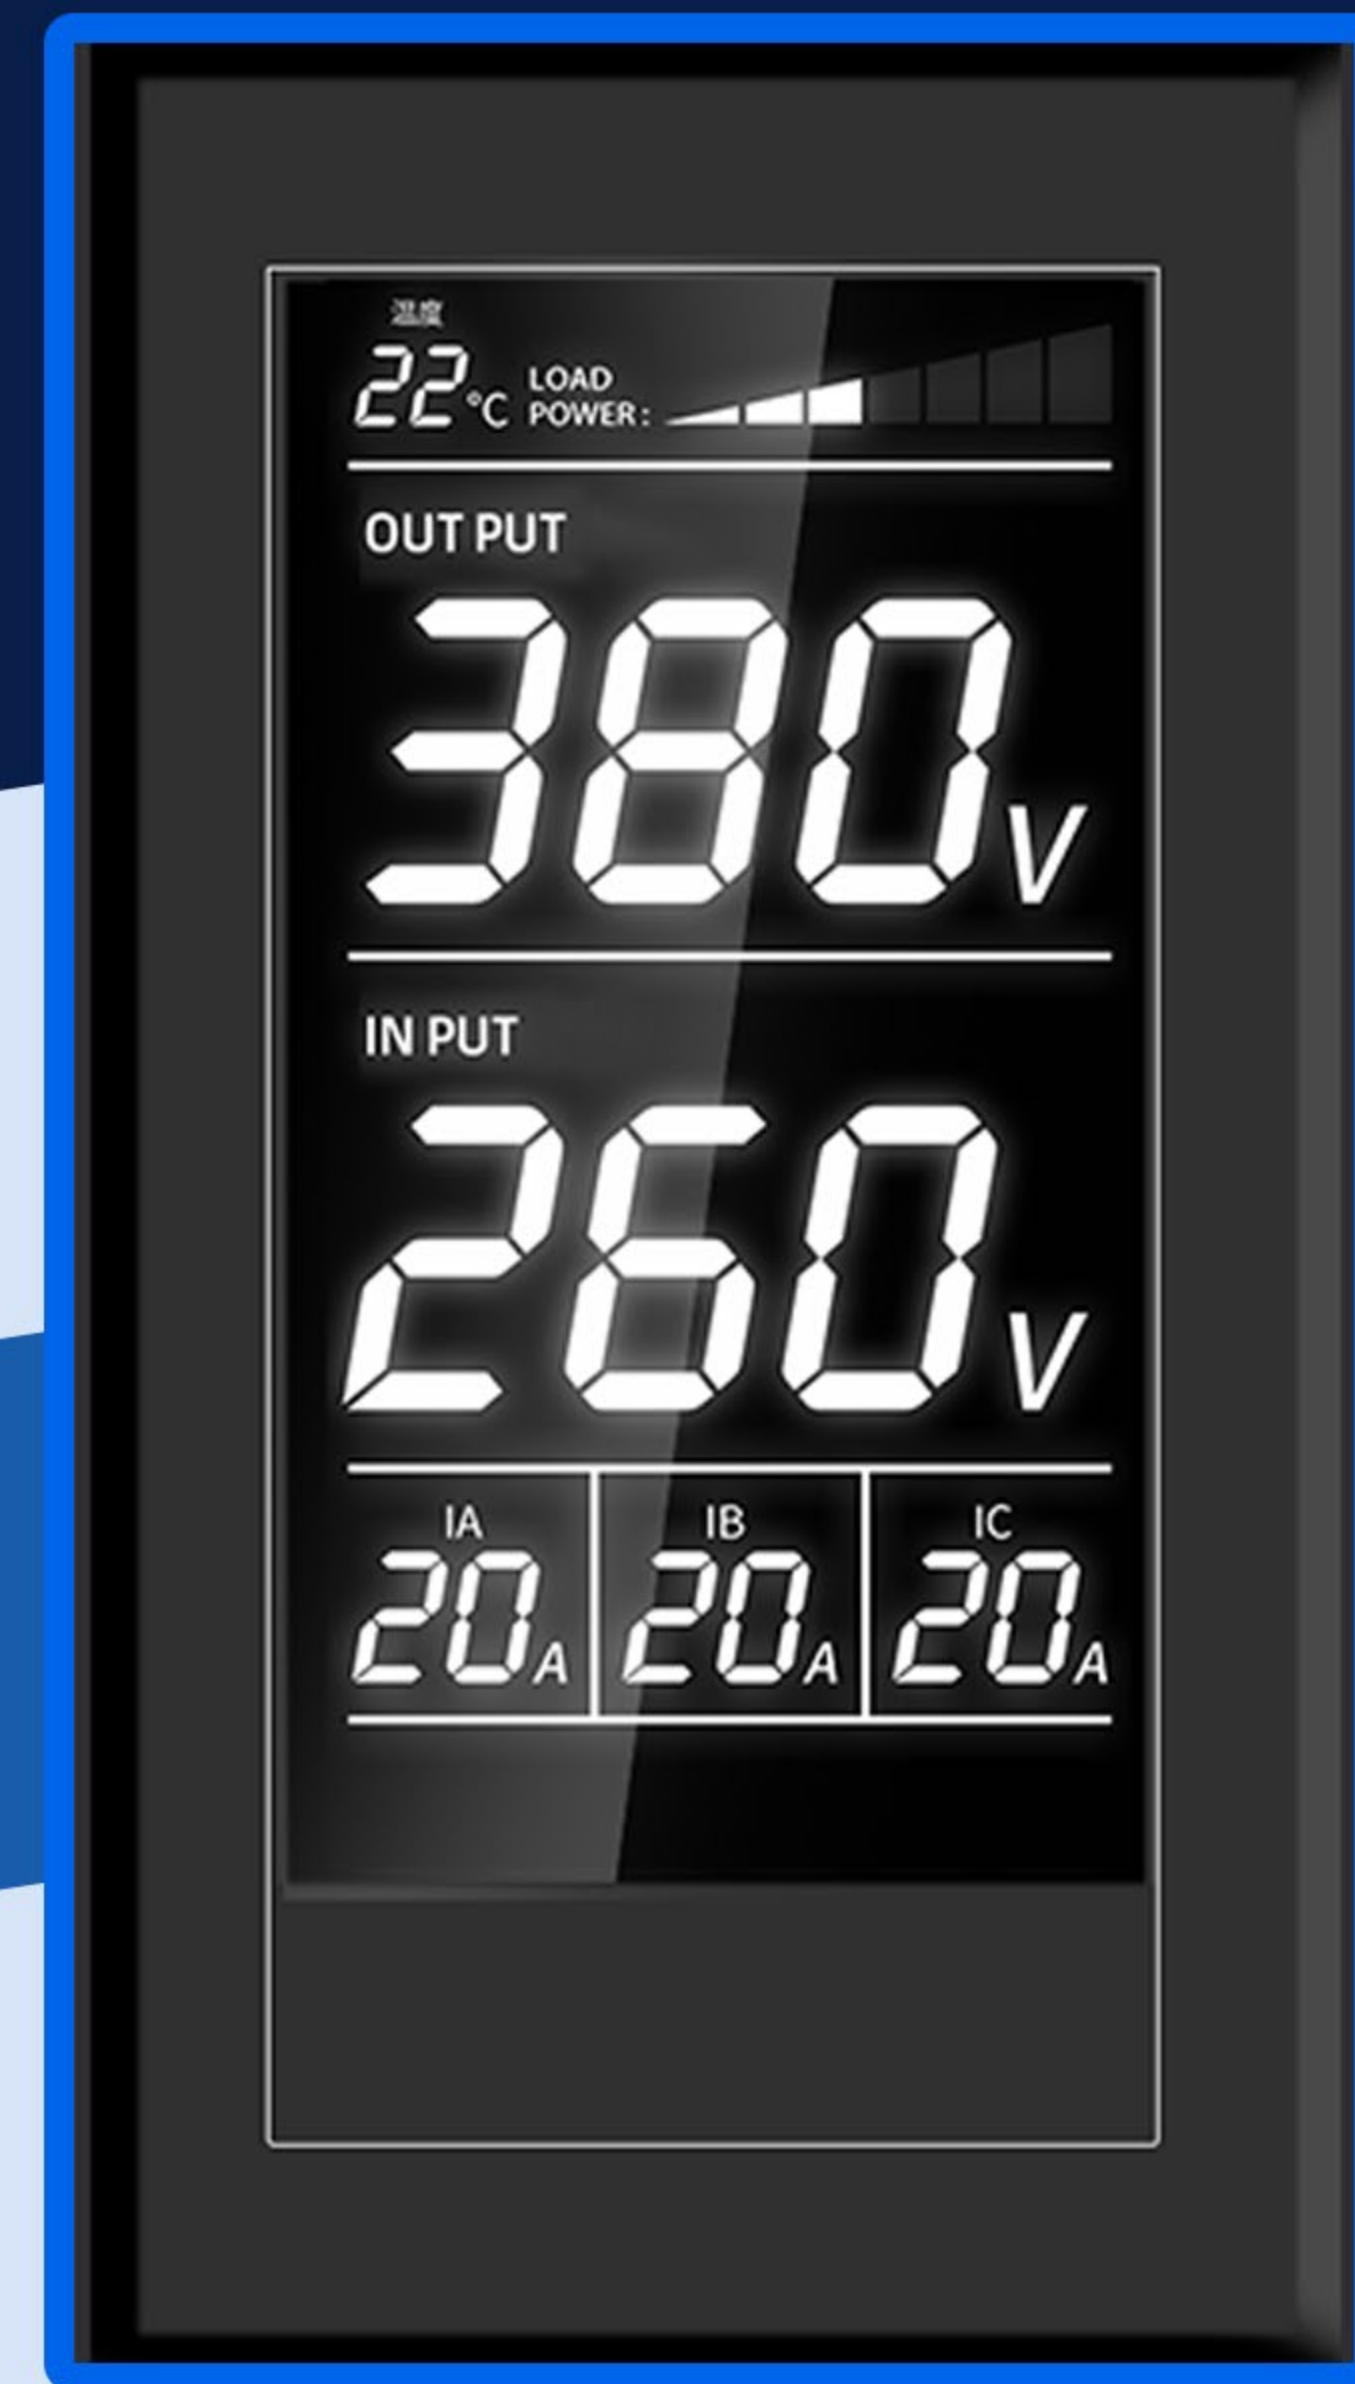 温度
22°C
LOAD
POWER:
OUT PUT
380V
IN PUT
260V
IA IB IC
20A 20A 20A